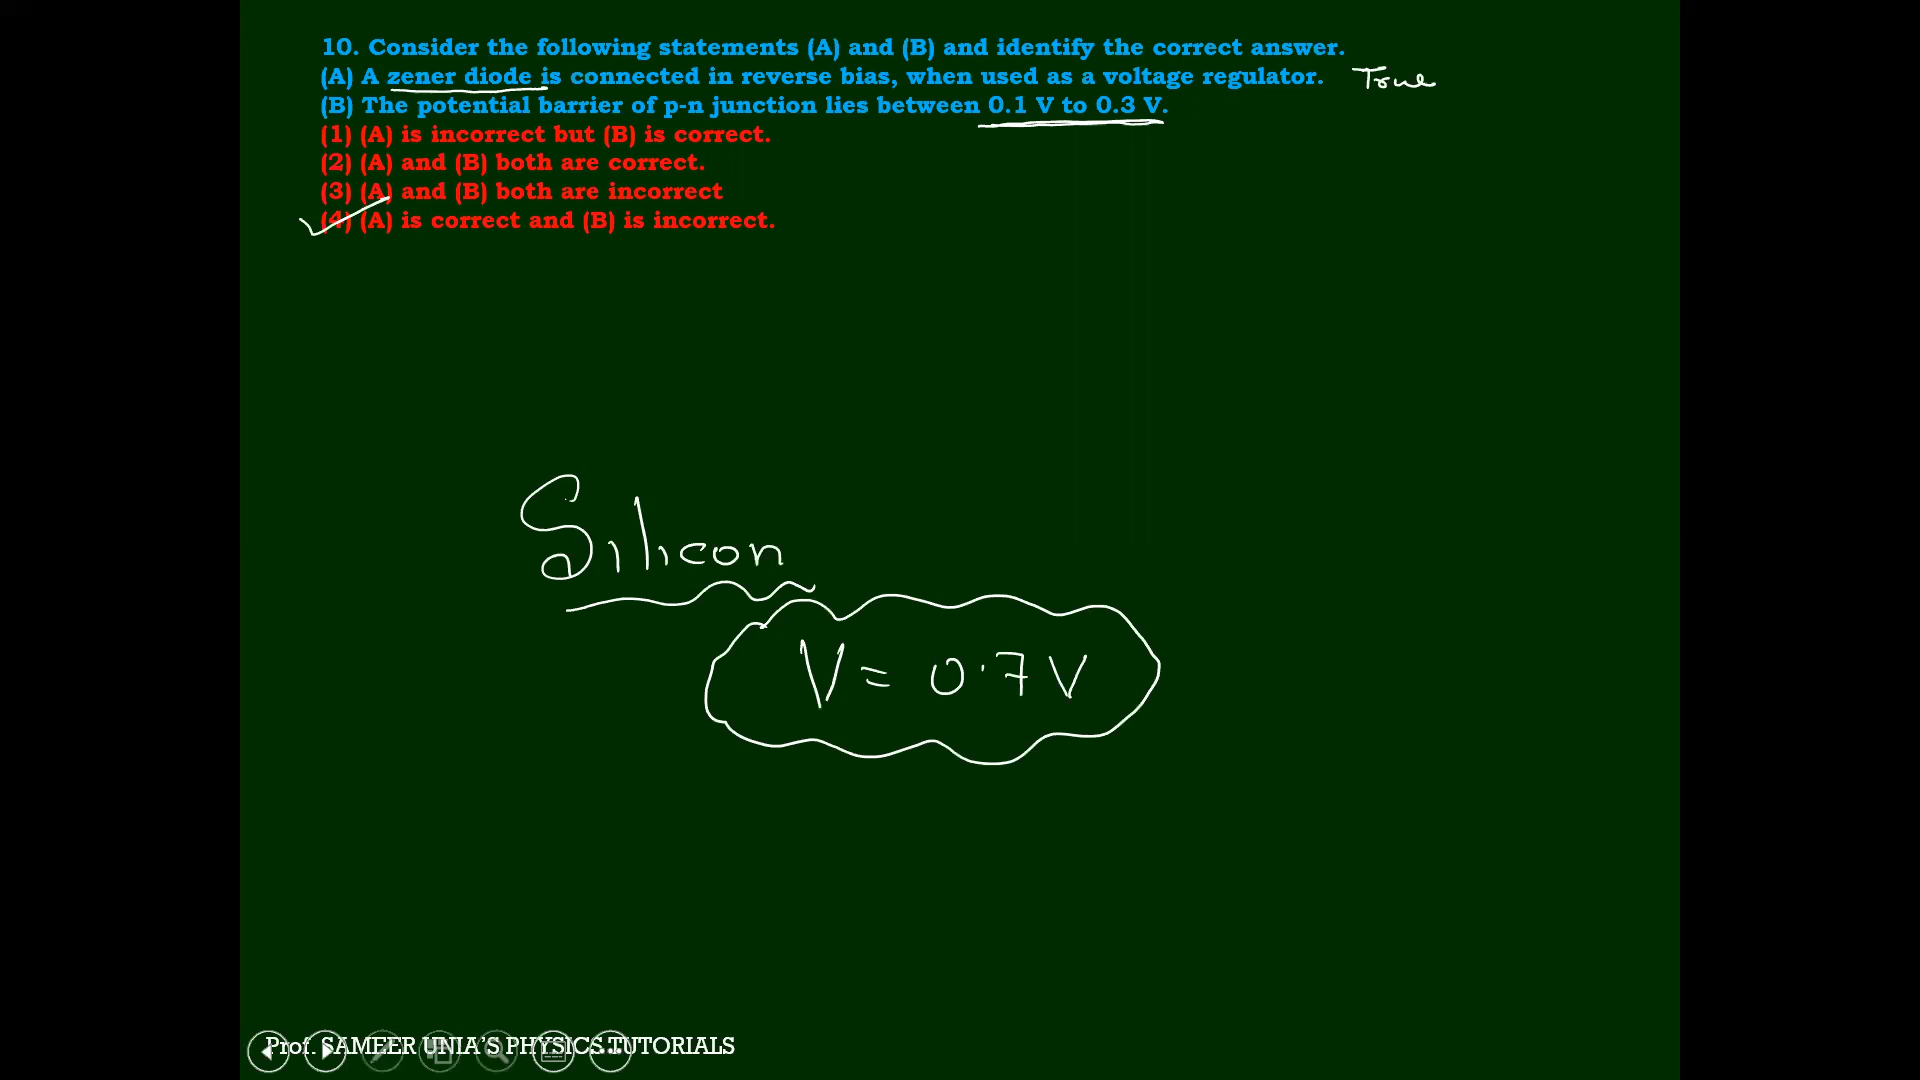 10. Consider the following statements (A) and (B) and identify the correct answer.
(A) A zener diode is connected in reverse bias, when used as a voltage regulator. True
(B) The potential barrier of p-n junction lies between 0.1 V to 0.3 V.
(1) (A) is incorrect but (B) is correct.
(2) (A) and (B) both are correct.
(3) (A) and (B) both are incorrect
(4) (A) is correct and (B) is incorrect.
Silicon
V = 0.7 V
Prof. SAMEER UNIA'S PHYSICS TUTORIALS